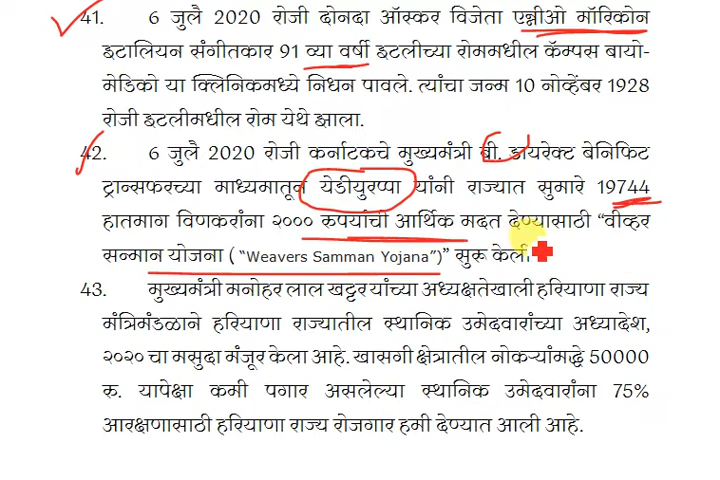 41. 6 जुलै 2020 रोजी दोनदा ऑस्कर विजेता एन्नीओ मॉरिकोन
इटालियन संगीतकार 91 व्या वर्षी इटलीच्या रोममधील कॅम्पस बायो-
मेडिको या क्लिनिकमध्ये निधन पावले. त्यांचा जन्म 10 नोव्हेंबर 1928
रोजी इटलीमधील रोम येथे झाला.
42. 6 जुलै 2020 रोजी कर्नाटकचे मुख्यमंत्री बी. डायरेक्ट बेनिफिट
ट्रान्सफरच्या माध्यमातून येडीयुरप्पा यांनी राज्यात सुमारे 19744
हातमाग विणकरांना २००० रुपयांची आर्थिक मदत देण्यासाठी “वीव्हर
सन्मान योजना (“Weavers Samman Yojana”)” सुरू केली.
43. मुख्यमंत्री मनोहर लाल खट्टर यांच्या अध्यक्षतेखाली हरियाणा राज्य
मंत्रिमंडळाने हरियाणा राज्यातील स्थानिक उमेदवारांच्या अध्यादेश,
२०२० चा मसुदा मंजूर केला आहे. खासगी क्षेत्रातील नोकऱ्यांमद्धे 50000
रु. यापेक्षा कमी पगार असलेल्या स्थानिक उमेदवारांना 75%
आरक्षणासाठी हरियाणा राज्य रोजगार हमी देण्यात आली आहे.